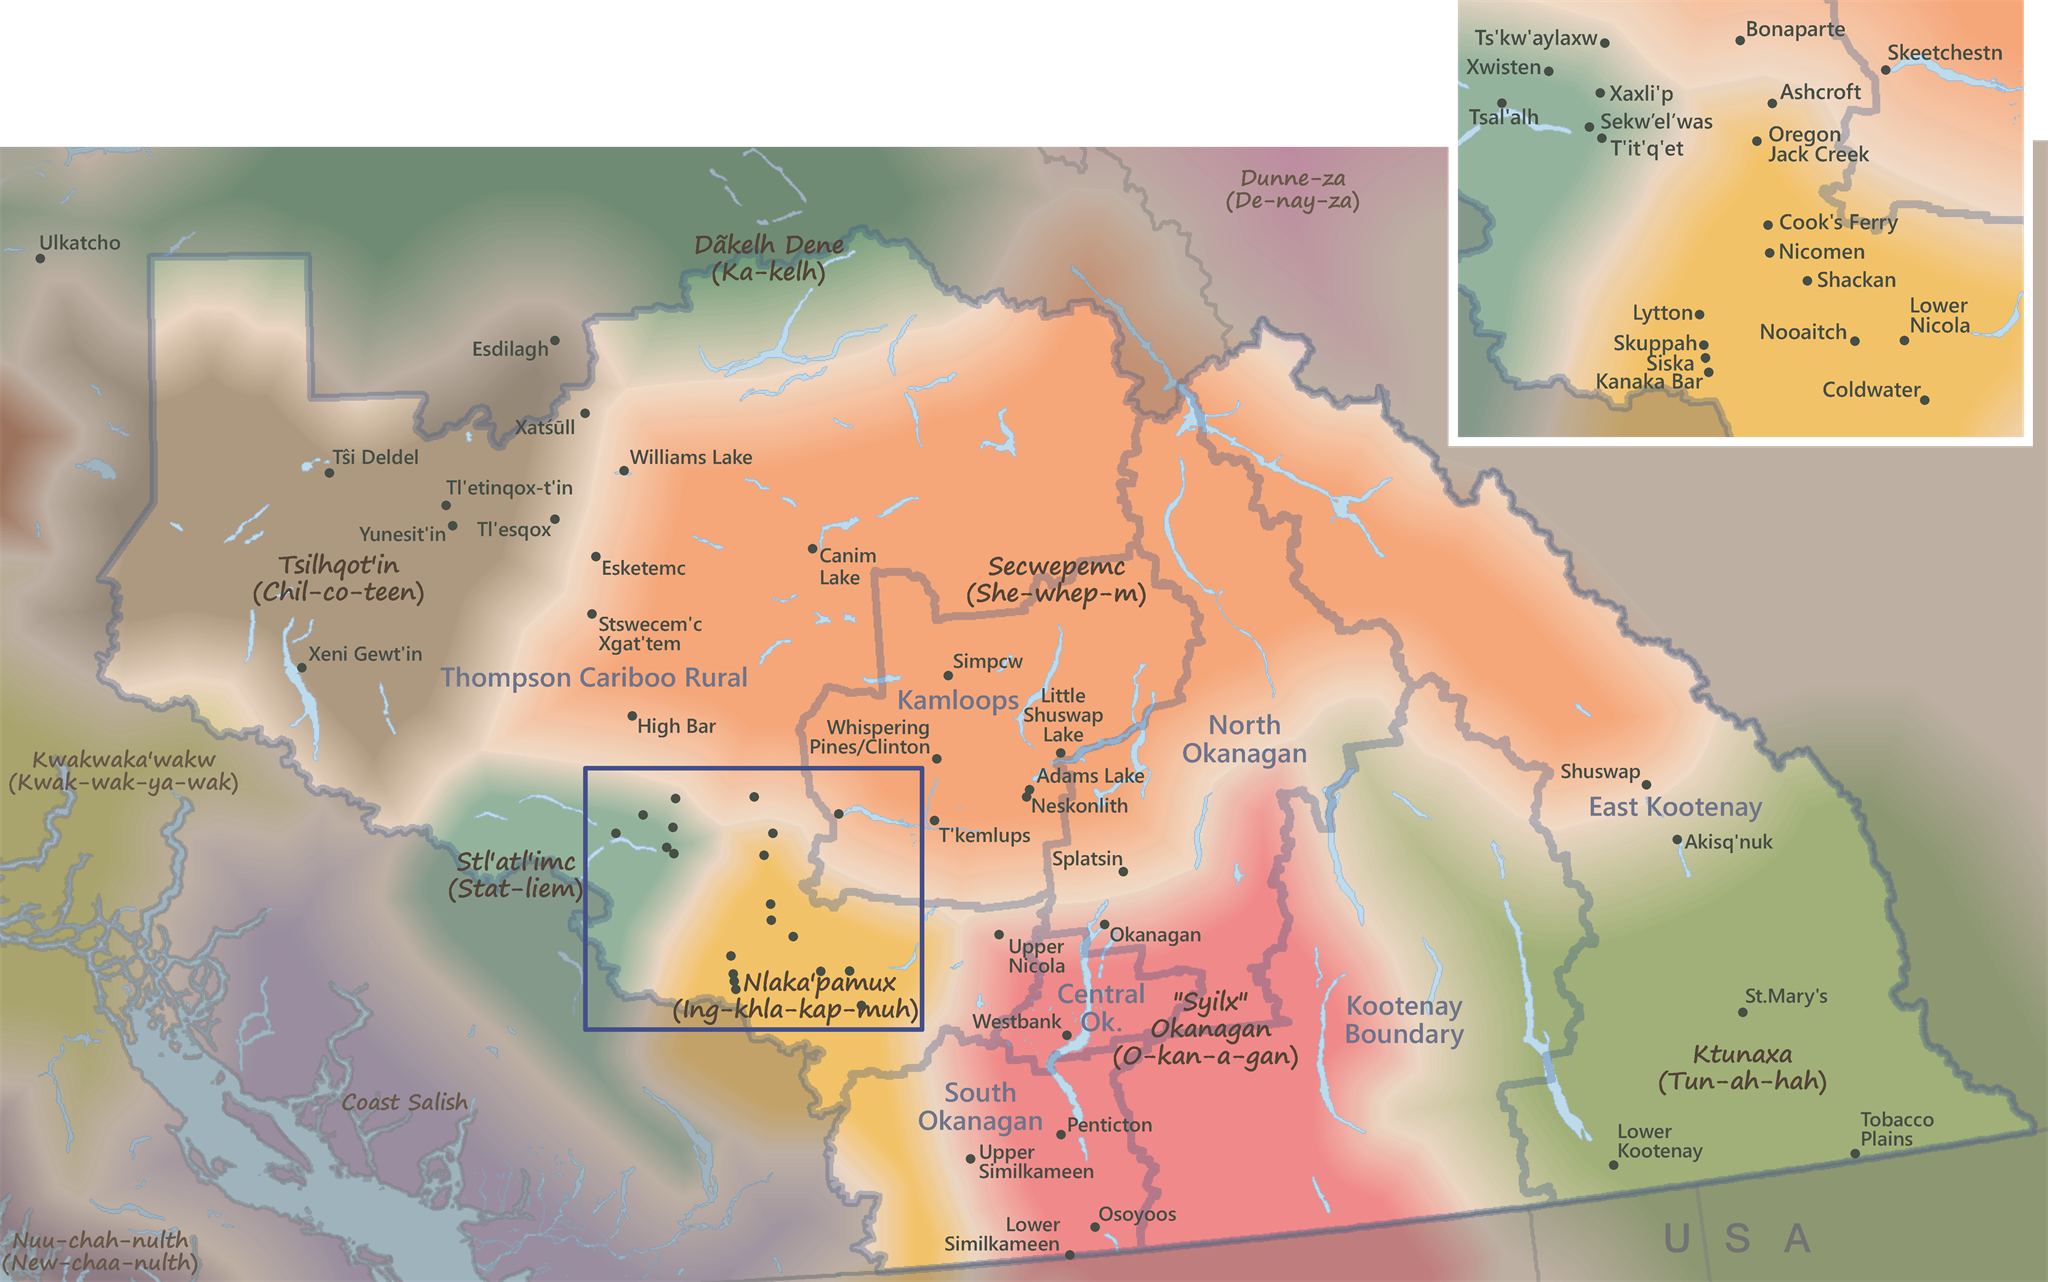 Ts'kw'aylaxw
Bonaparte
Skeetchestn
Xwisten
Xaxli'p
Ashcroft
Tsal'alh
Sekw’el’was
T'it'q'et
Oregon
Jack Creek
Cook's Ferry
Nicomen
Shackan
Lytton
Lower
Nicola
Skuppah
Nooaitch
Siska
Kanaka Bar
Coldwater
Dunne-za
(De-nay-za)
Ulkatcho
Dãkelh Dene
(Ka-kelh)
Esdilagh
Xatśūll
Tŝi Deldel
Williams Lake
Tl'etinqox-t'in
Yunesit'in
Tl'esqox
Tsilhqot'in
(Chil-co-teen)
Esketemc
Canim
Lake
Secwepemc
(She-whep-m)
Stswecem'c
Xgat'tem
Xeni Gewt'in
Thompson Cariboo Rural
Simpcw
Kamloops
Little
Shuswap
Lake
High Bar
Whispering
Pines/Clinton
North
Okanagan
Kwakwaka'wakw
(Kwak-wak-ya-wak)
Adams Lake
Neskonlith
T'kemlups
Shuswap
East Kootenay
Akisq'nuk
Splatsin
Stl'atl'imc
(Stat-liem)
Okanagan
Upper
Nicola
Nlaka'pamux
(Ing-khla-kap-muh)
Central
Ok.
Westbank
"Syilx"
Okanagan
(O-kan-a-gan)
Kootenay
Boundary
St.Mary's
Ktunaxa
(Tun-ah-hah)
Coast Salish
South
Okanagan
Penticton
Upper
Similkameen
Lower
Kootenay
Tobacco
Plains
Osoyoos
Lower
Similkameen
Nuu-chah-nulth
(New-chaa-nulth)
U S A